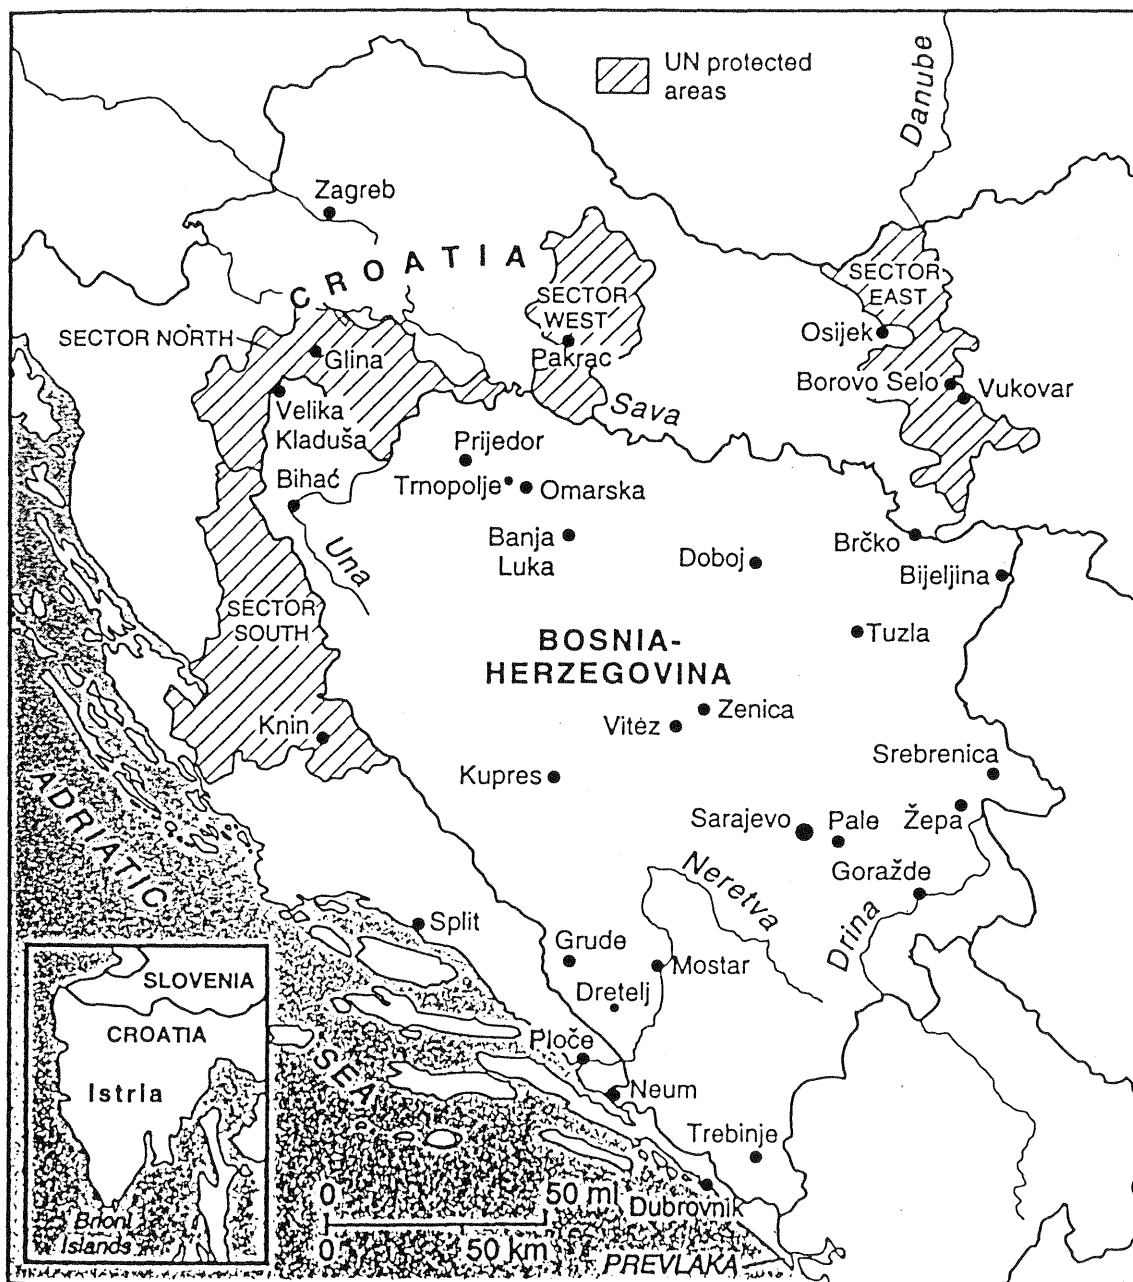 UN protected
areas
Danube
Zagreb
CROATIA
SECTOR
WEST
SECTOR
EAST
SECTOR NORTH
Glina
Pakrac
Osijek
Borovo Selo
Vukovar
Velika
Kladuša
Sava
Prijedor
Bihać
Trnopolje
Omarska
Una
Banja
Luka
Doboj
Brčko
Bijeljina
SECTOR
SOUTH
BOSNIA-
HERZEGOVINA
Tuzla
Zenica
Vitėz
Knin
Kupres
Srebrenica
Sarajevo
Pale
Žepa
Goražde
ADRIATIC
SEA
Neretva
Drina
Split
Grude
Mostar
Dretelj
Ploče
Neum
Trebinje
Dubrovnik
PREVLAKA
SLOVENIA
CROATIA
Istria
Brioni
Islands
0 50 ml
0 50 km